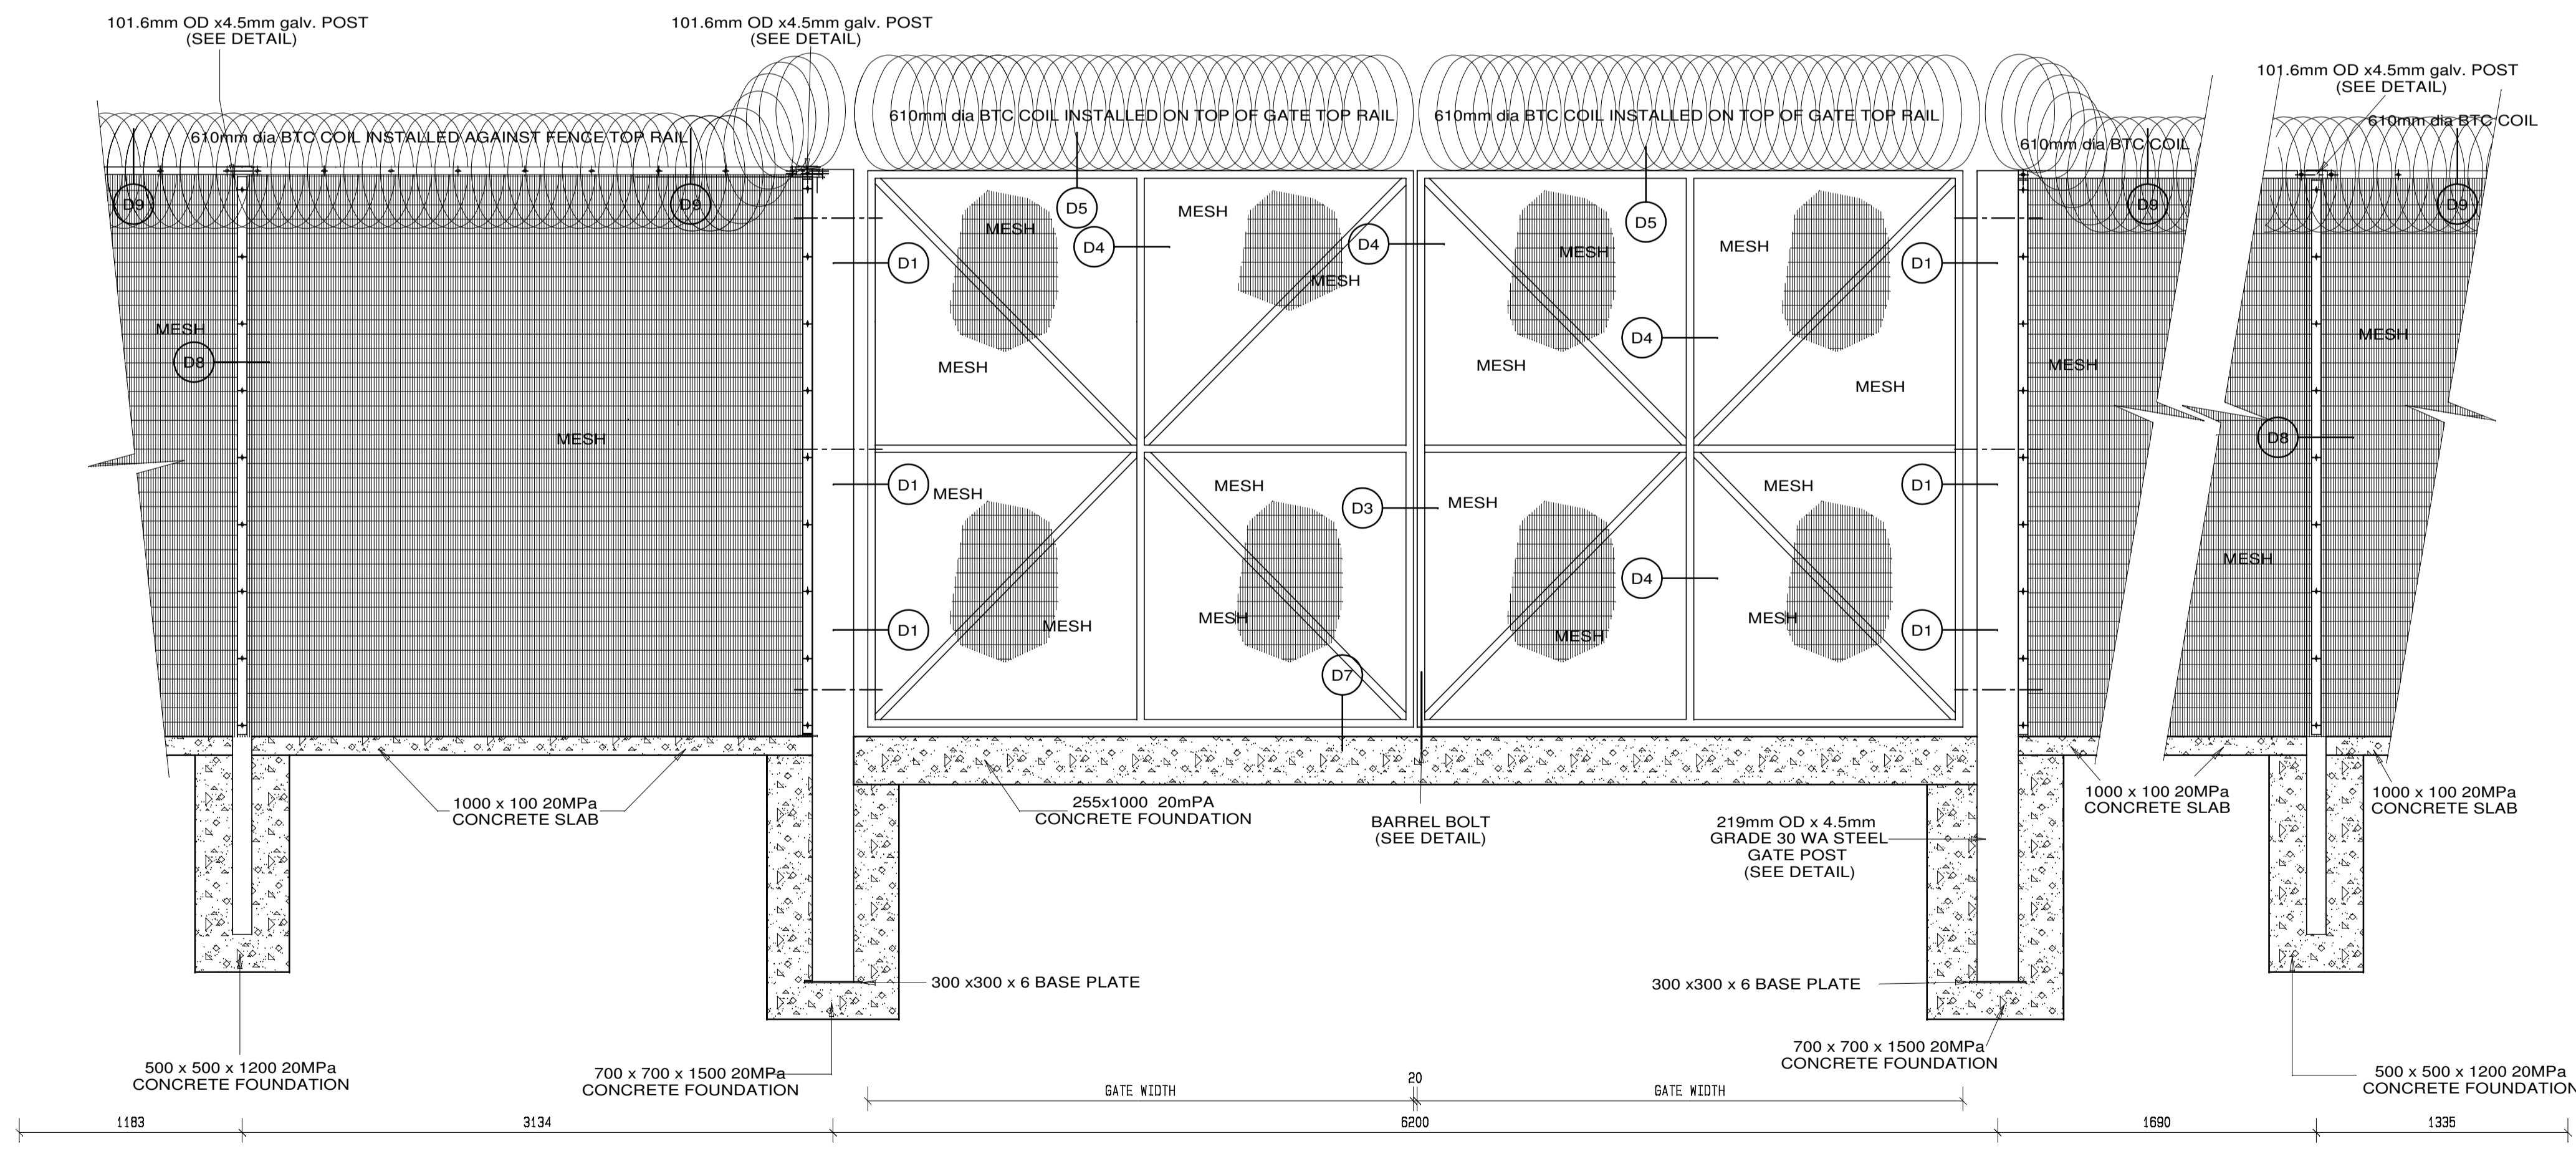 101.6mm OD x4.5mm galv. POST
(SEE DETAIL)
101.6mm OD x4.5mm galv. POST
(SEE DETAIL)
101.6mm OD x4.5mm galv. POST
(SEE DETAIL)
610mm dia BTC COIL INSTALLED AGAINST FENCE TOP RAIL
610mm dia BTC COIL INSTALLED ON TOP OF GATE TOP RAIL
610mm dia BTC COIL INSTALLED ON TOP OF GATE TOP RAIL
610mm dia BTC COIL
610mm dia BTC COIL
D9
D9
D5
D5
D9
D9
MESH
MESH
D4
D4
MESH
MESH
D1
MESH
MESH
D1
MESH
D8
MESH
MESH
D4
MESH
MESH
MESH
MESH
MESH
D8
D1
MESH
MESH
D3
MESH
MESH
D1
MESH
D4
D1
MESH
MESH
MESH
MESH
D1
D7
1000 x 100 20MPa
CONCRETE SLAB
255x1000 20mPA
CONCRETE FOUNDATION
BARREL BOLT
(SEE DETAIL)
219mm OD x 4.5mm
GRADE 30 WA STEEL
GATE POST
(SEE DETAIL)
1000 x 100 20MPa
CONCRETE SLAB
1000 x 100 20MPa
CONCRETE SLAB
300 x300 x 6 BASE PLATE
300 x300 x 6 BASE PLATE
500 x 500 x 1200 20MPa
CONCRETE FOUNDATION
700 x 700 x 1500 20MPa
CONCRETE FOUNDATION
700 x 700 x 1500 20MPa
CONCRETE FOUNDATION
500 x 500 x 1200 20MPa
CONCRETE FOUNDATION
GATE WIDTH
20
GATE WIDTH
1183
3134
6200
1690
1335